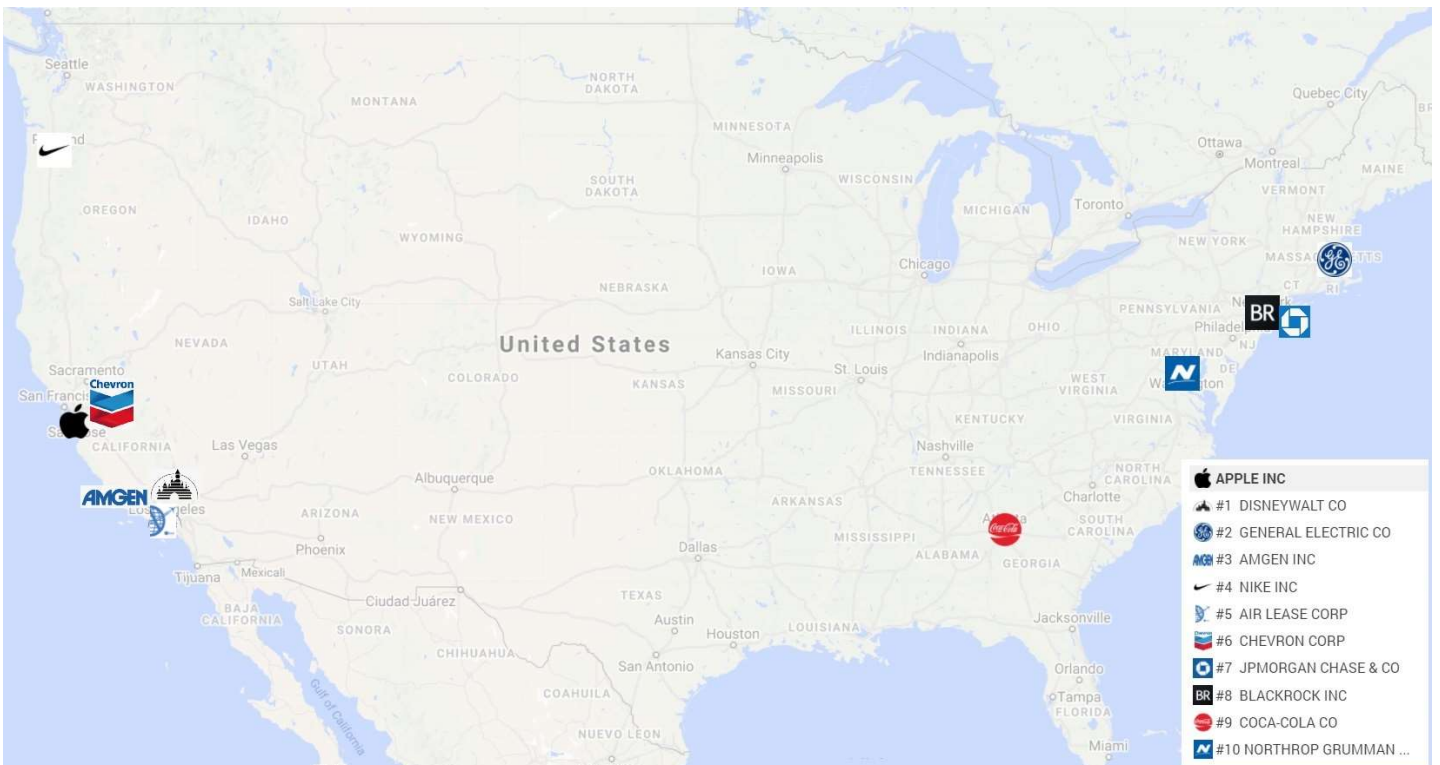 Seattle
WASHINGTON
MONTANA
NORTH
DAKOTA
MINNESOTA
Minneapolis
SOUTH
DAKOTA
WISCONSIN
MICHIGAN
Ottawa
Montreal
Quebec City
MAINE
VERMONT
Toronto
NEW
HAMPSHIRE
NEW YORK
OREGON
IDAHO
WYOMING
IOWA
Chicago
NEBRASKA
Salt Lake City
CT
RI
PENNSYLVANIA
BR
NEVADA
UTAH
COLORADO
United States
KANSAS
Kansas City
MISSOURI
St. Louis
ILLINOIS
INDIANA
Indianapolis
OHIO
WEST
VIRGINIA
MARYLAND
DE
NJ
VIRGINIA
KENTUCKY
Sacramento
Chevron
CALIFORNIA
Las Vegas
AMGEN
ARIZONA
Phoenix
Albuquerque
NEW MEXICO
OKLAHOMA
ARKANSAS
Nashville
TENNESSEE
NORTH
CAROLINA
Charlotte
SOUTH
CAROLINA
MISSISSIPPI
ALABAMA
Coca-Cola
GEORGIA
Dallas
TEXAS
Austin
Houston
San Antonio
LOUISIANA
Jacksonville
Orlando
Tampa
FLORIDA
Miami
Tijuana
Mexicali
BAJA
CALIFORNIA
SONORA
Ciudad Juárez
CHIHUAHUA
COAHUILA
NUEVO LEON
Gulf of California
APPLE INC
#1 DISNEYWALT CO
#2 GENERAL ELECTRIC CO
#3 AMGEN INC
#4 NIKE INC
#5 AIR LEASE CORP
#6 CHEVRON CORP
#7 JPMORGAN CHASE & CO
BR #8 BLACKROCK INC
#9 COCA-COLA CO
#10 NORTHROP GRUMMAN ...